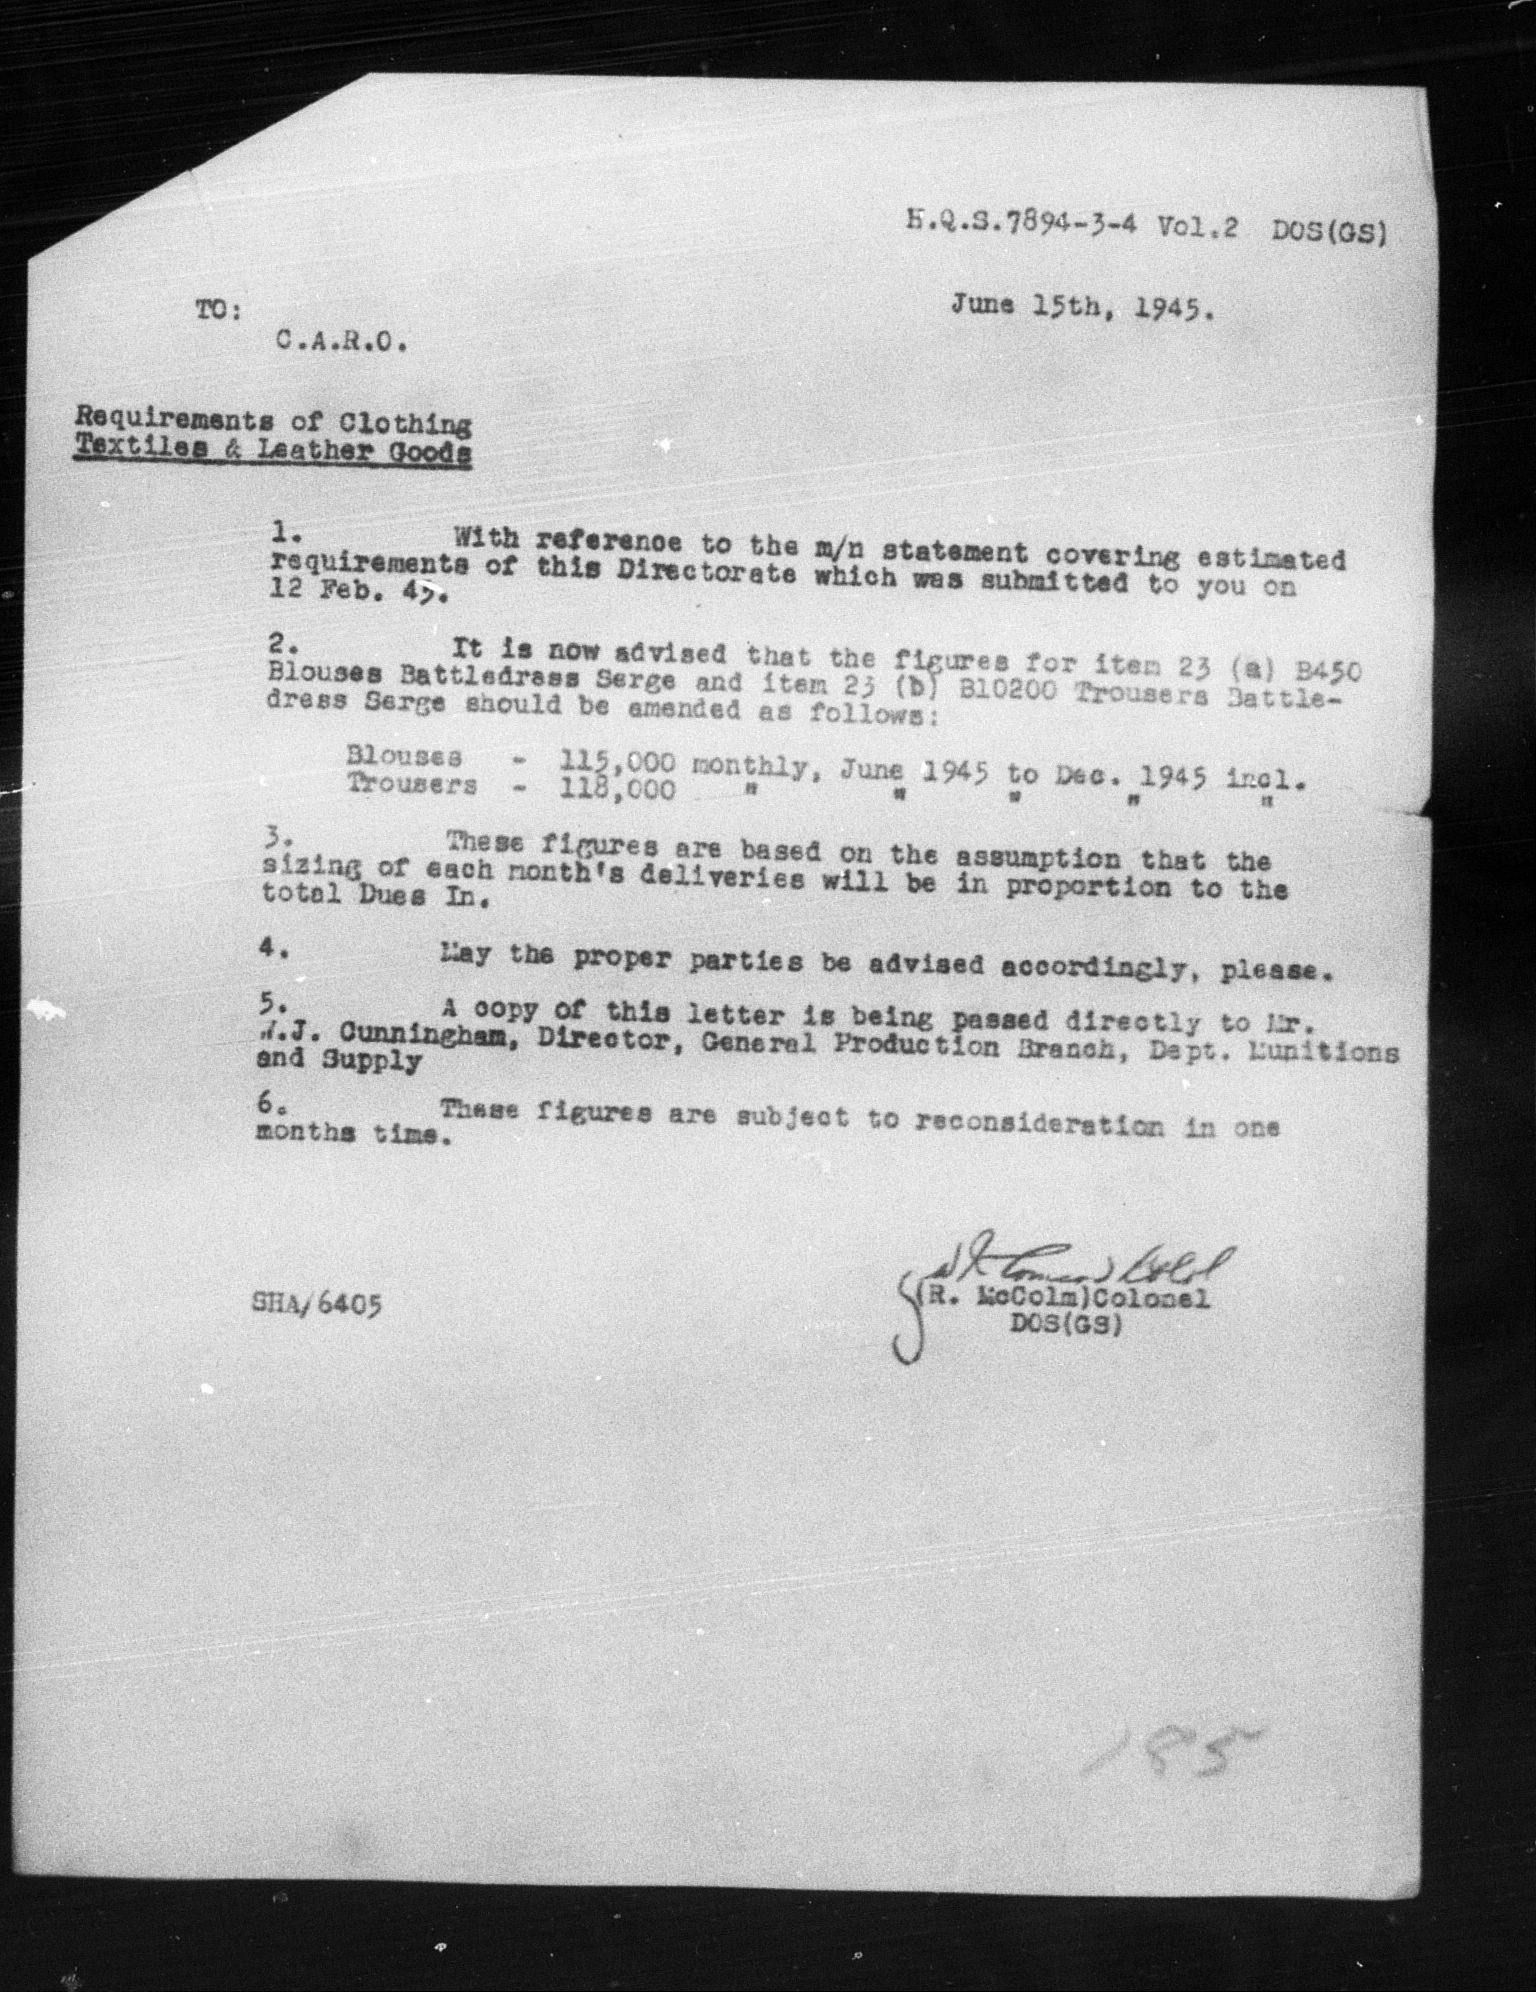 H.Q.S.7894-3-4 Vol.2 DOS(GS)
June 15th, 1945.
TO:
C.A.R.O.
Requirements of Clothing
Textiles & Leather Goods
1. With reference to the m/n statement covering estimated
requirements of this Directorate which was submitted to you on
12 Feb. 45.
2. It is now advised that the figures for item 23 (a) B450
Blouses Battledress Serge and item 23 (b) B10200 Trousers Battle-
dress Serge should be amended as follows:
Blouses - 115,000 monthly, June 1945 to Dec. 1945 incl.
Trousers - 118,000 " " " " "
3. These figures are based on the assumption that the
sizing of each month's deliveries will be in proportion to the
total Dues In.
4. May the proper parties be advised accordingly, please.
5. A copy of this letter is being passed directly to Mr.
W.J. Cunningham, Director, General Production Branch, Dept. Munitions
and Supply
6. These figures are subject to reconsideration in one
months time.
SHA/6405
(R. McColm)Colonel
DOS(GS)
185